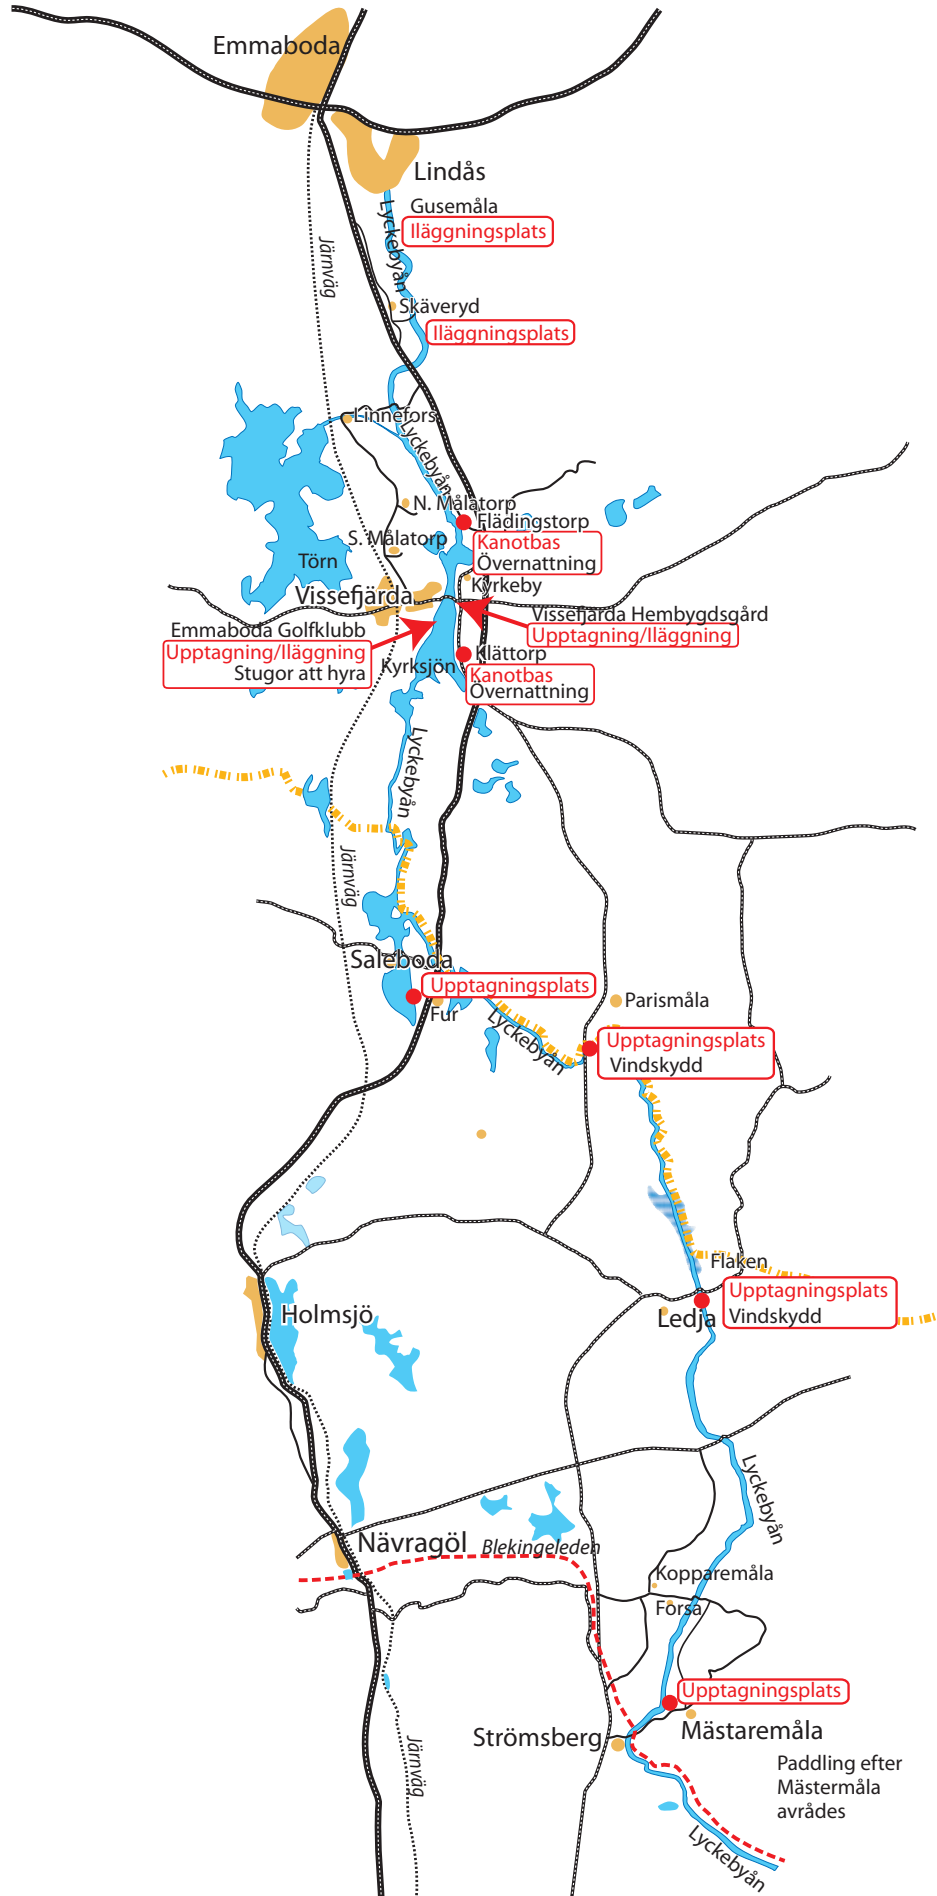 Emmaboda
Lindås
Gusemåla
Iläggningsplats
Lyckebyån
Järnväg
Skäveryd
Iläggningsplats
Linnefors
Lyckebyån
N. Målatorp
Flädingstorp
Kanotbas
Övernattning
S. Målatorp
Törn
Kyrkeby
Vissefjärda
Vissefjärda Hembygdsgård
Upptagning/Iläggning
Emmaboda Golfklubb
Upptagning/Iläggning
Stugor att hyra
Klättorp
Kyrksjön
Kanotbas
Övernattning
Lyckebyån
Järnväg
Saleboda
Upptagningsplats
Fur
Parismåla
Lyckebyån
Upptagningsplats
Vindskydd
Flaken
Upptagningsplats
Vindskydd
Ledja
Holmsjö
Lyckebyån
Nävragöl
Blekingeleden
Kopparemåla
Forsa
Upptagningsplats
Strömsberg
Mästaremåla
Järnväg
Paddling efter
Mästermåla
avrådes
Lyckebyån